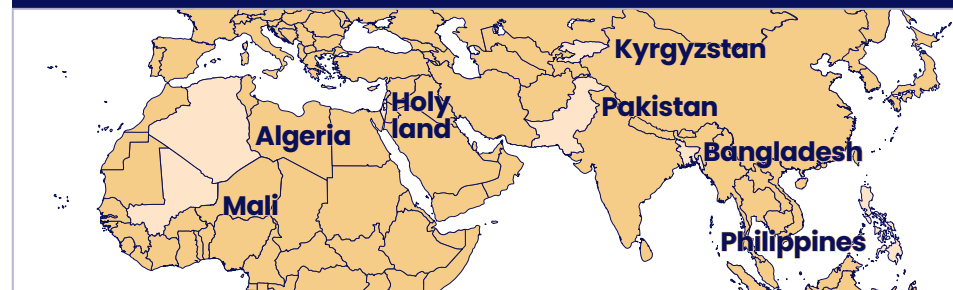 Kyrgyzstan
Holy
land
Pakistan
Algeria
Bangladesh
Mali
Philippines